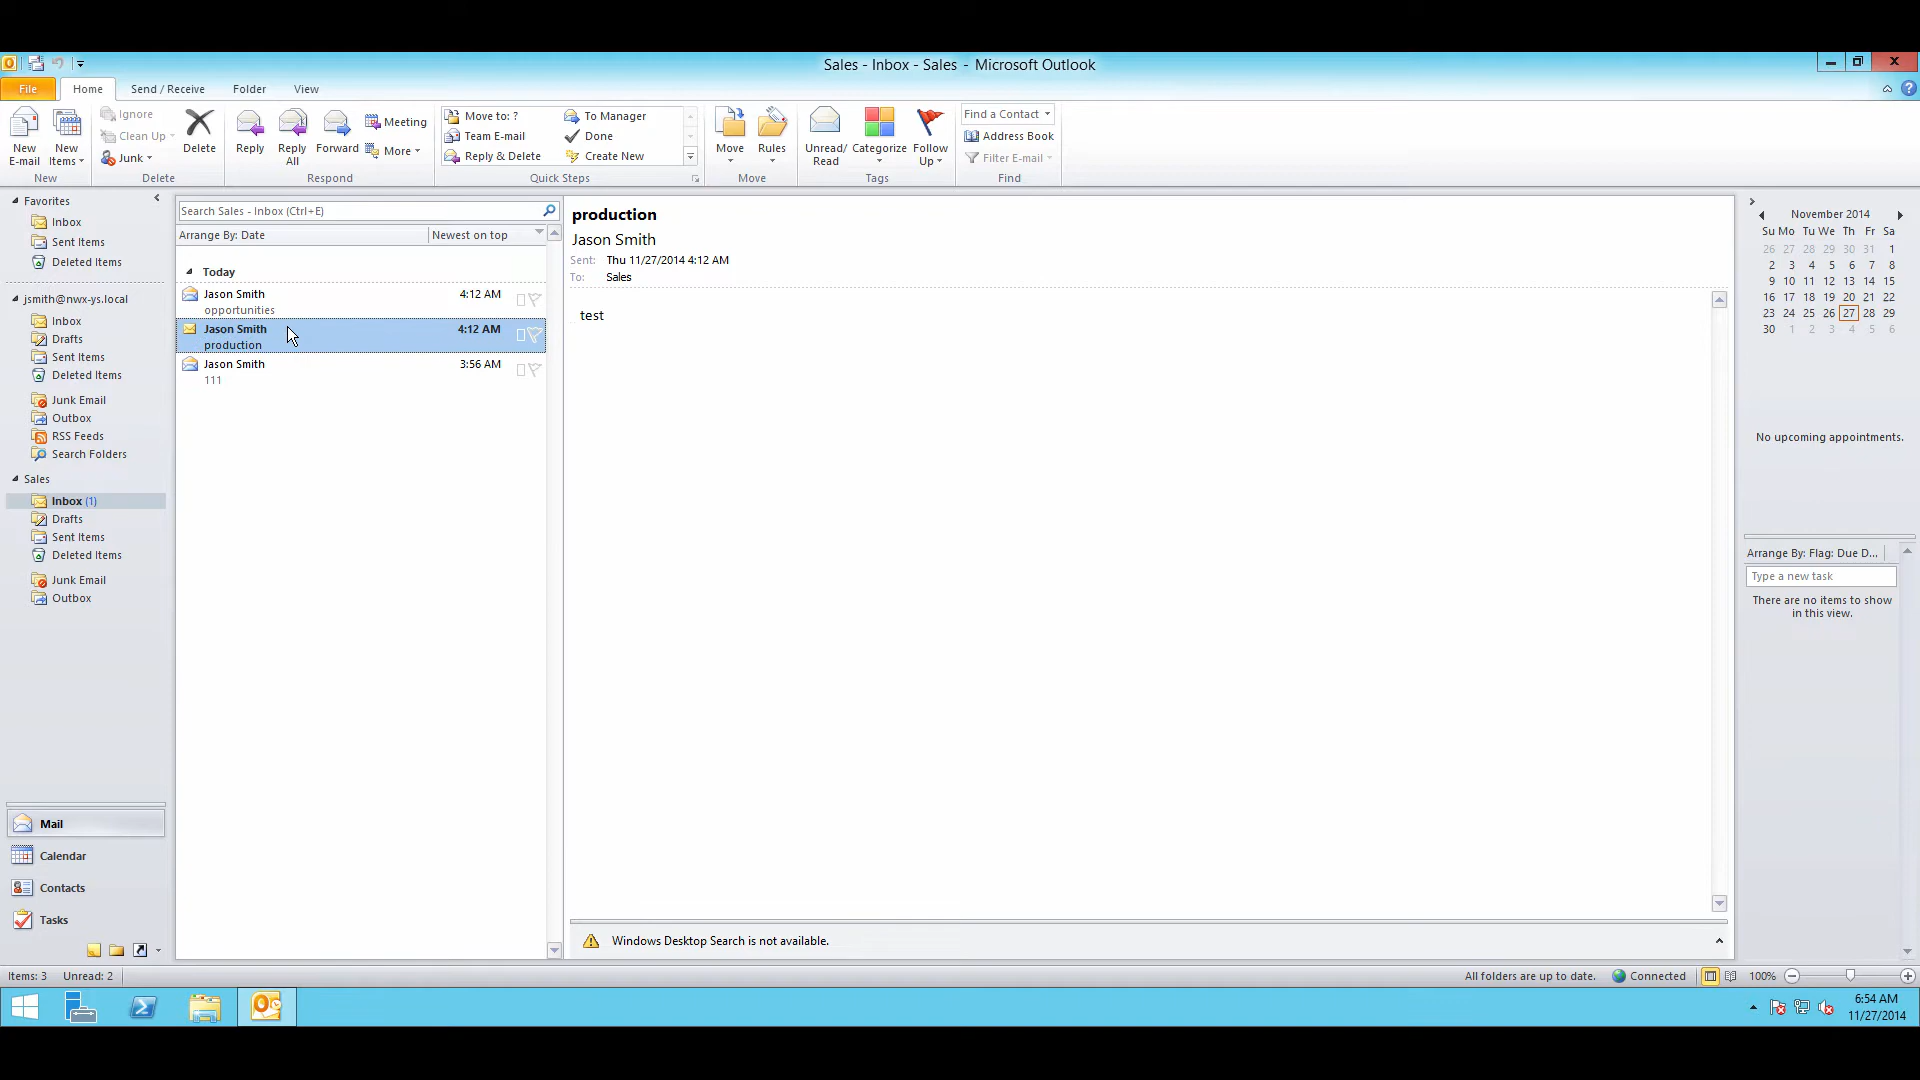 Sales - Inbox - Sales - Microsoft Outlook
File
Home
Send / Receive
Folder
View
New
E-mail
New
Items
New
Ignore
Clean Up
Junk
Delete
Delete
Reply
Reply
All
Forward
Meeting
More
Respond
Move to: ?
Team E-mail
Reply & Delete
To Manager
Done
Create New
Quick Steps
Move
Rules
Move
Unread/
Read
Categorize
Follow
Up
Tags
Find a Contact
Address Book
Filter E-mail
Find
Favorites
Inbox
Sent Items
Deleted Items
jsmith@nwx-ys.local
Inbox
Drafts
Sent Items
Deleted Items
Junk Email
Outbox
RSS Feeds
Search Folders
Sales
Inbox (1)
Drafts
Sent Items
Deleted Items
Junk Email
Outbox
Mail
Calendar
Contacts
Tasks
Search Sales - Inbox (Ctrl+E)
Arrange By: Date
Newest on top
Today
Jason Smith 4:12 AM
opportunities
Jason Smith 4:12 AM
production
Jason Smith 3:56 AM
111
production
Jason Smith
Sent: Thu 11/27/2014 4:12 AM
To: Sales
test
Windows Desktop Search is not available.
November 2014
Su Mo Tu We Th Fr Sa
26 27 28 29 30 31 1
2 3 4 5 6 7 8
9 10 11 12 13 14 15
16 17 18 19 20 21 22
23 24 25 26 27 28 29
30 1 2 3 4 5 6
No upcoming appointments.
Arrange By: Flag: Due D...
Type a new task
There are no items to show
in this view.
Items: 3 Unread: 2
All folders are up to date.
Connected
100%
6:54 AM
11/27/2014